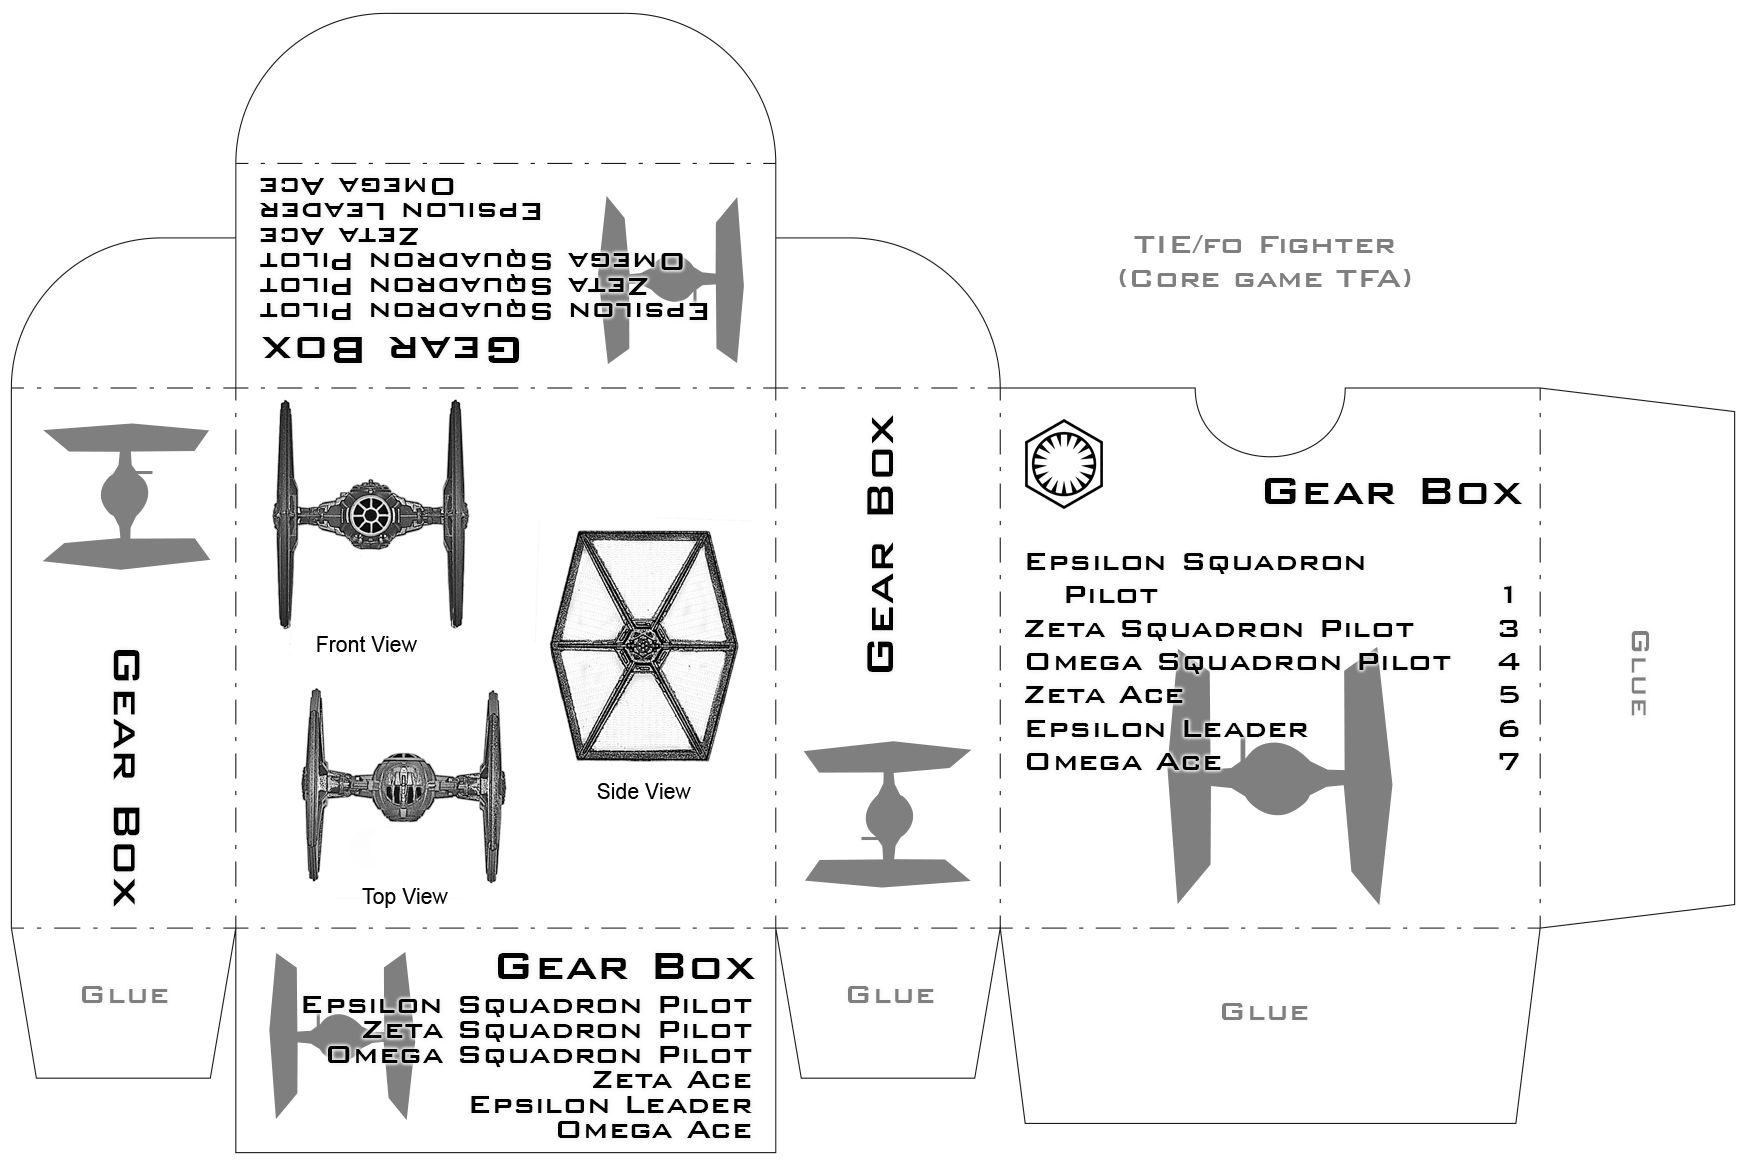 Omega Ace
Epsilon Leader
Zeta Ace
Omega Squadron Pilot
Zeta Squadron Pilot
Epsilon Squadron Pilot
Gear Box
TIE/fo Fighter
(Core game TFA)
Gear Box
Front View
Top View
Side View
Gear Box
Gear Box
Epsilon Squadron
Pilot 1
Zeta Squadron Pilot 3
Omega Squadron Pilot 4
Zeta Ace 5
Epsilon Leader 6
Omega Ace 7
Glue
Glue
Gear Box
Epsilon Squadron Pilot
Zeta Squadron Pilot
Omega Squadron Pilot
Zeta Ace
Epsilon Leader
Omega Ace
Glue
Glue